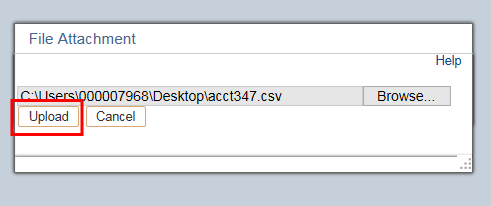 File Attachment
Help
C:\Users\000007968\Desktop\acct347.csv Browse...
Upload Cancel